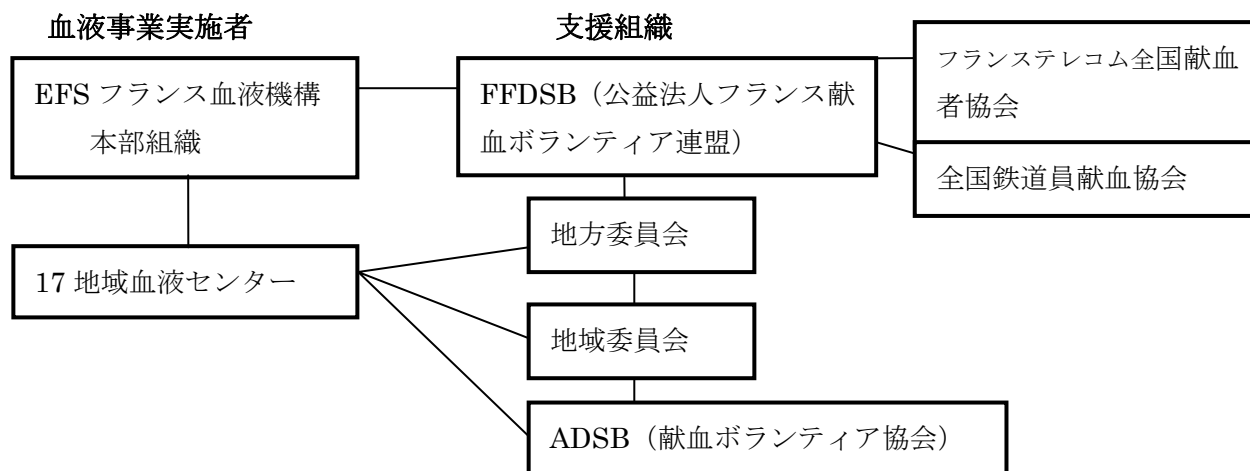 血液事業実施者
支援組織
EFS フランス血液機構
本部組織
FFDSB(公益法人フランス献
血ボランティア連盟)
フランステレコム全国献血
者協会
全国鉄道員献血協会
地方委員会
17 地域血液センター
地域委員会
ADSB(献血ボランティア協会)